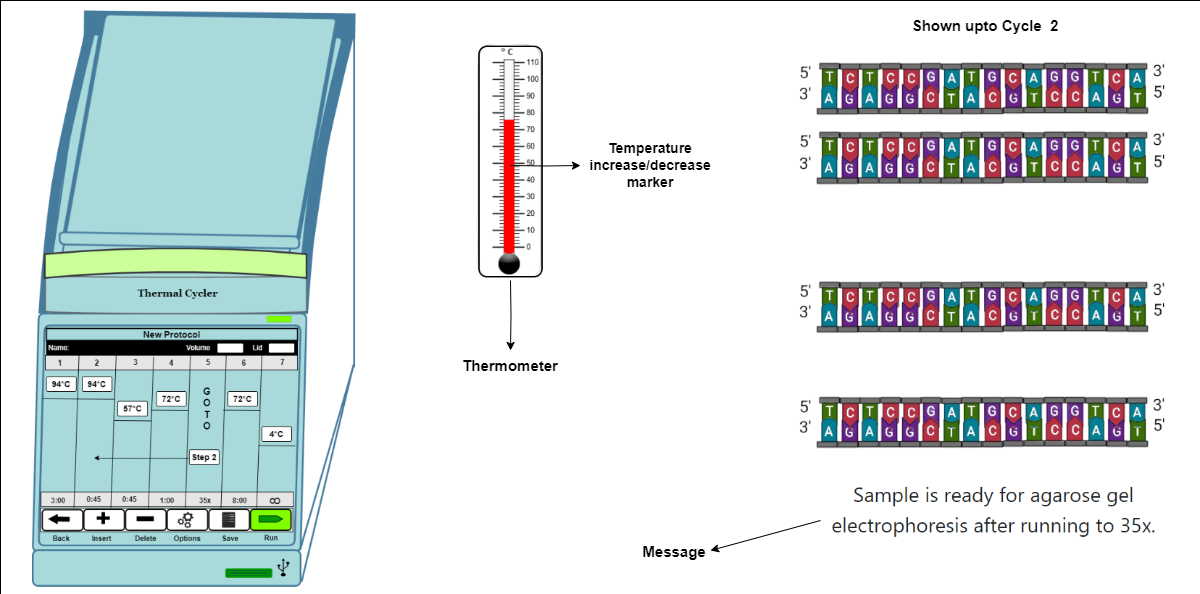 Shown upto Cycle 2
° C
110
100
90
80
70
60
50
40
30
20
10
0
Temperature
increase/decrease
marker
Thermometer
5' T C T C C G A T G C A G G T C A 3'
3' A G A G G C T A C G T C C A G T 5'
5' T C T C C G A T G C A G G T C A 3'
3' A G A G G C T A C G T C C A G T 5'
5' T C T C C G A T G C A G G T C A 3'
3' A G A G G C T A C G T C C A G T 5'
5' T C T C C G A T G C A G G T C A 3'
3' A G A G G C T A C G T C C A G T 5'
Thermal Cycler
New Protocol
Name: Volume Lid
1 2 3 4 5 6 7
94°C 94°C 57°C 72°C GOTO 72°C 4°C
Step 2
3:00 0:45 0:45 1:00 35x 8:00 ∞
Back Insert Delete Options Save Run
Sample is ready for agarose gel
electrophoresis after running to 35x.
Message